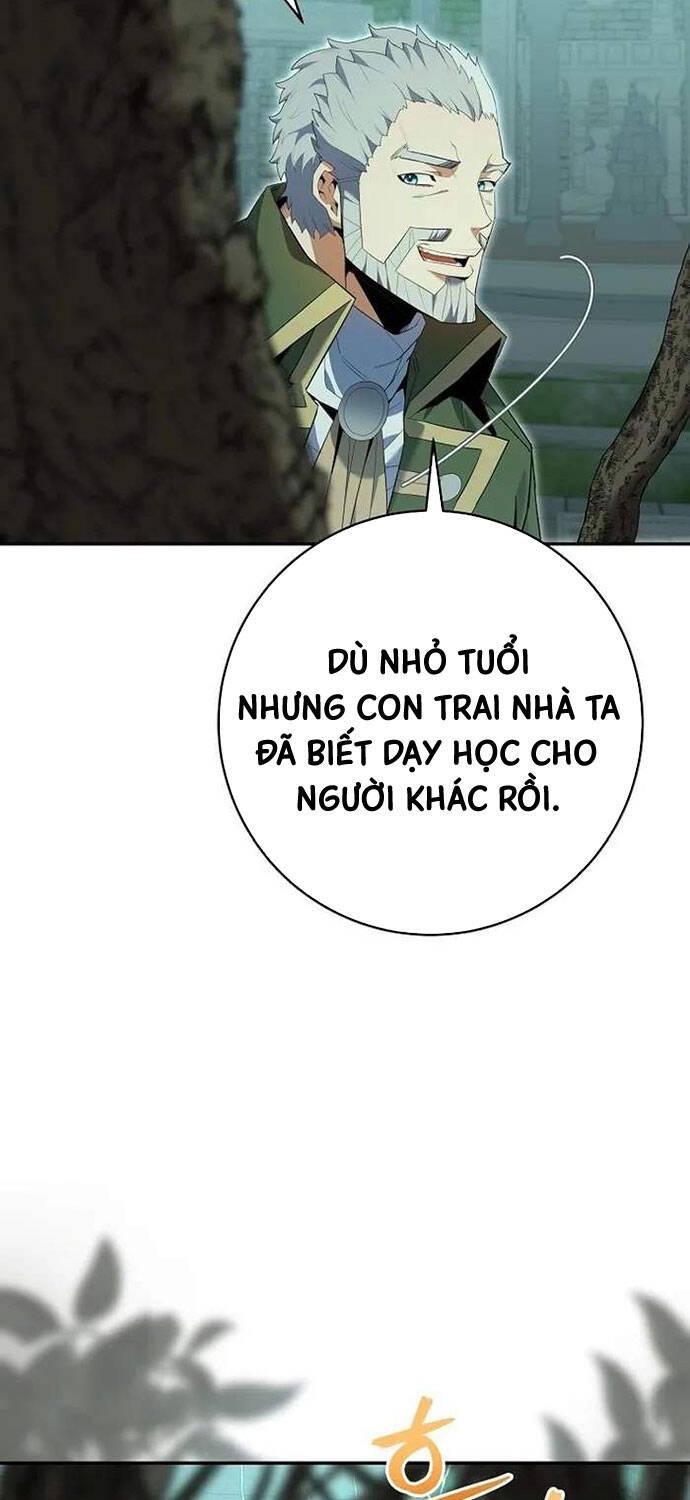 DÙ NHỎ TUỔI
NHƯNG CON TRAI NHÀ TA
ĐÃ BIẾT DẠY HỌC CHO
NGƯỜI KHÁC RỒI.